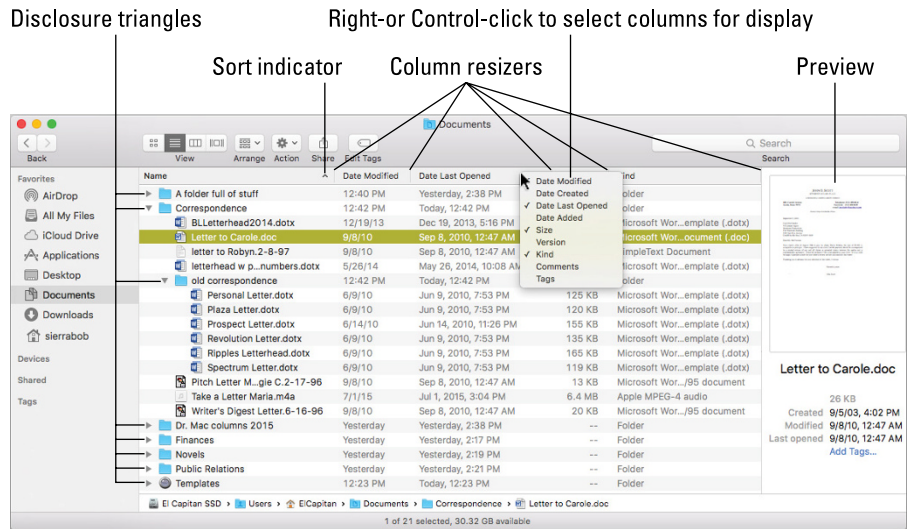 Disclosure triangles Right-or Control-click to select columns for display
Sort indicator Column resizers Preview
Documents
Search
Back View Arrange Action Share Edit Tags Search
Favorites
AirDrop
All My Files
iCloud Drive
Applications
Desktop
Documents
Downloads
sierrabob
Devices
Shared
Tags
Name Date Modified Date Last Opened ind
A folder full of stuff 12:40 PM Yesterday, 2:38 PM older
Correspondence 12:42 PM Today, 12:42 PM older
BLLetterhead2014.dotx 12/19/13 Dec 19, 2013, 5:16 PM Microsoft Wor...emplate (.dotx)
Letter to Carole.doc 9/8/10 Sep 8, 2010, 12:47 AM Microsoft Wor...ocument (.doc)
letter to Robyn.2-8-97 9/8/10 Sep 8, 2010, 12:47 AM SimpleText Document
letterhead w p...numbers.dotx 5/26/14 May 26, 2014, 10:08 AM Microsoft Wor...emplate (.dotx)
old correspondence 12:42 PM Today, 12:42 PM older
Personal Letter.dotx 6/9/10 Jun 9, 2010, 7:53 PM 125 KB Microsoft Wor...emplate (.dotx)
Plaza Letter.dotx 6/9/10 Jun 9, 2010, 7:53 PM 120 KB Microsoft Wor...emplate (.dotx)
Prospect Letter.dotx 6/14/10 Jun 14, 2010, 11:26 PM 155 KB Microsoft Wor...emplate (.dotx)
Revolution Letter.dotx 6/9/10 Jun 9, 2010, 7:53 PM 135 KB Microsoft Wor...emplate (.dotx)
Ripples Letterhead.dotx 6/9/10 Jun 9, 2010, 7:53 PM 165 KB Microsoft Wor...emplate (.dotx)
Spectrum Letter.dotx 6/9/10 Jun 9, 2010, 7:53 PM 119 KB Microsoft Wor...emplate (.dotx)
Pitch Letter M...gie C.2-17-96 9/8/10 Sep 8, 2010, 12:47 AM 13 KB Microsoft Wor.../95 document
Take a Letter Maria.m4a 7/1/15 Jul 1, 2015, 3:04 PM 6.4 MB Apple MPEG-4 audio
Writer's Digest Letter.6-16-96 9/8/10 Sep 8, 2010, 12:47 AM 20 KB Microsoft Wor.../95 document
Dr. Mac columns 2015 Yesterday Yesterday, 2:38 PM -- Folder
Finances Yesterday Yesterday, 2:17 PM -- Folder
Novels Yesterday Yesterday, 2:19 PM -- Folder
Public Relations Yesterday Yesterday, 2:21 PM -- Folder
Templates 12:23 PM Today, 12:23 PM -- Folder
Date Modified
Date Created
✓ Date Last Opened
Date Added
✓ Size
Version
✓ Kind
Comments
Tags
Letter to Carole.doc
26 KB
Created 9/5/03, 4:02 PM
Modified 9/8/10, 12:47 AM
Last opened 9/8/10, 12:47 AM
Add Tags...
El Capitan SSD › Users › ElCapitan › Documents › Correspondence › Letter to Carole.doc
1 of 21 selected, 30.32 GB available